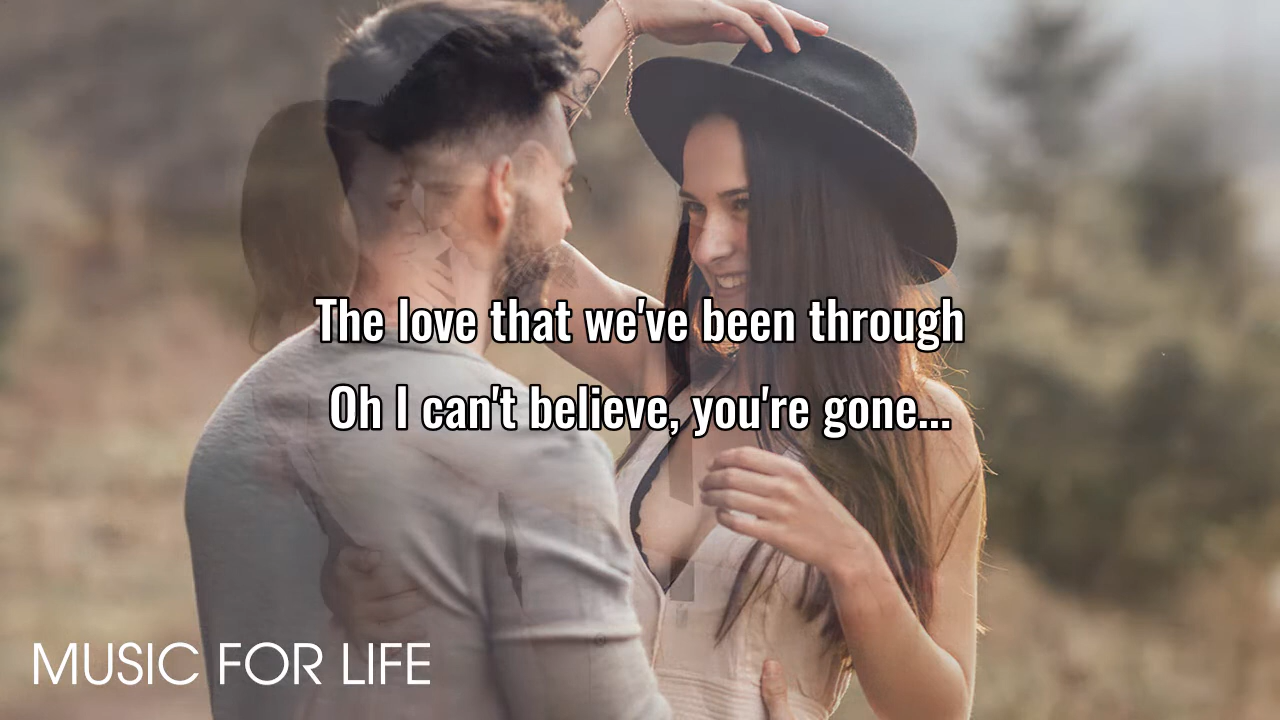 The love that we've been through
Oh I can't believe, you're gone...
MUSIC FOR LIFE